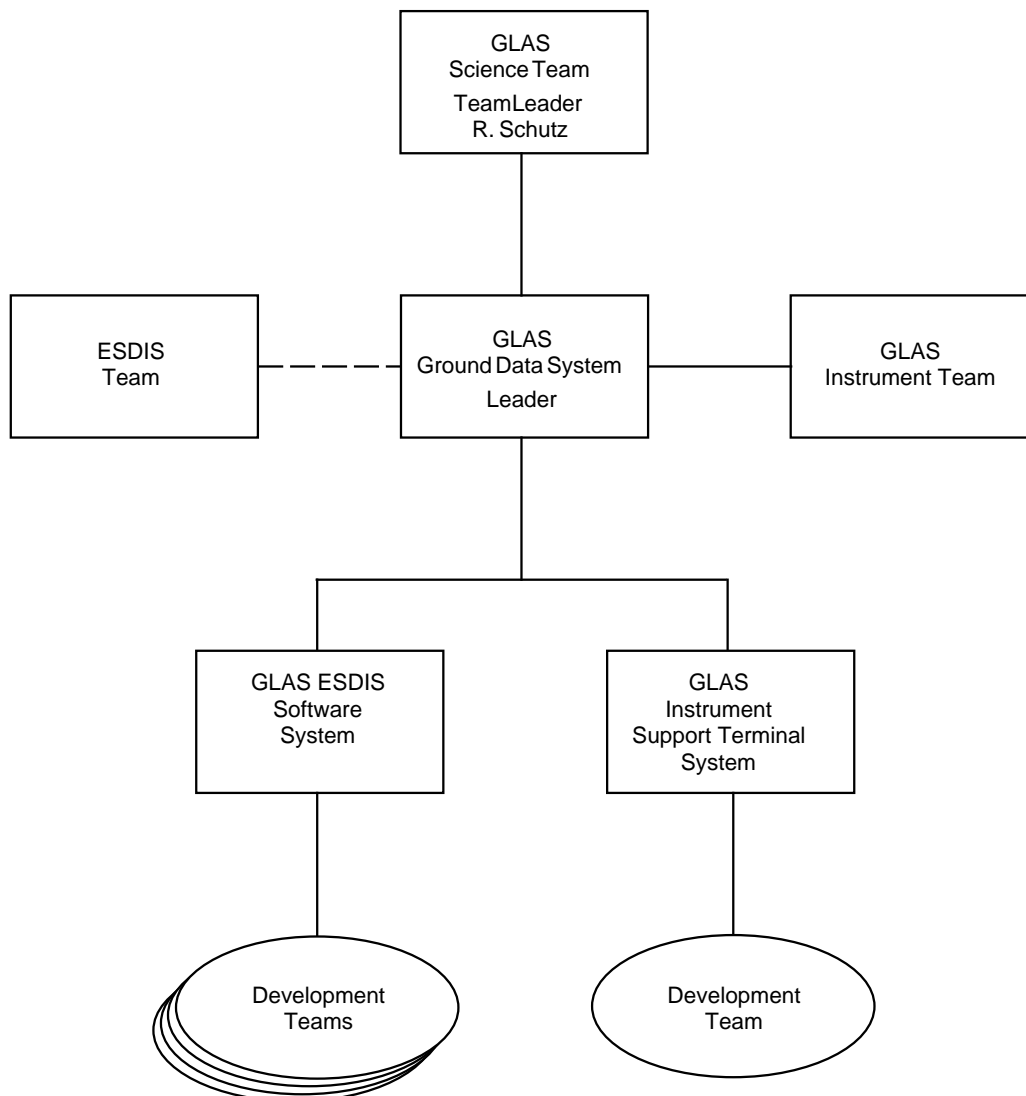 GLAS
Science Team
TeamLeader
R. Schutz
ESDIS
Team
GLAS
Ground Data System
Leader
GLAS
Instrument Team
GLAS ESDIS
Software
System
GLAS
Instrument
Support Terminal
System
Development
Teams
Development
Team